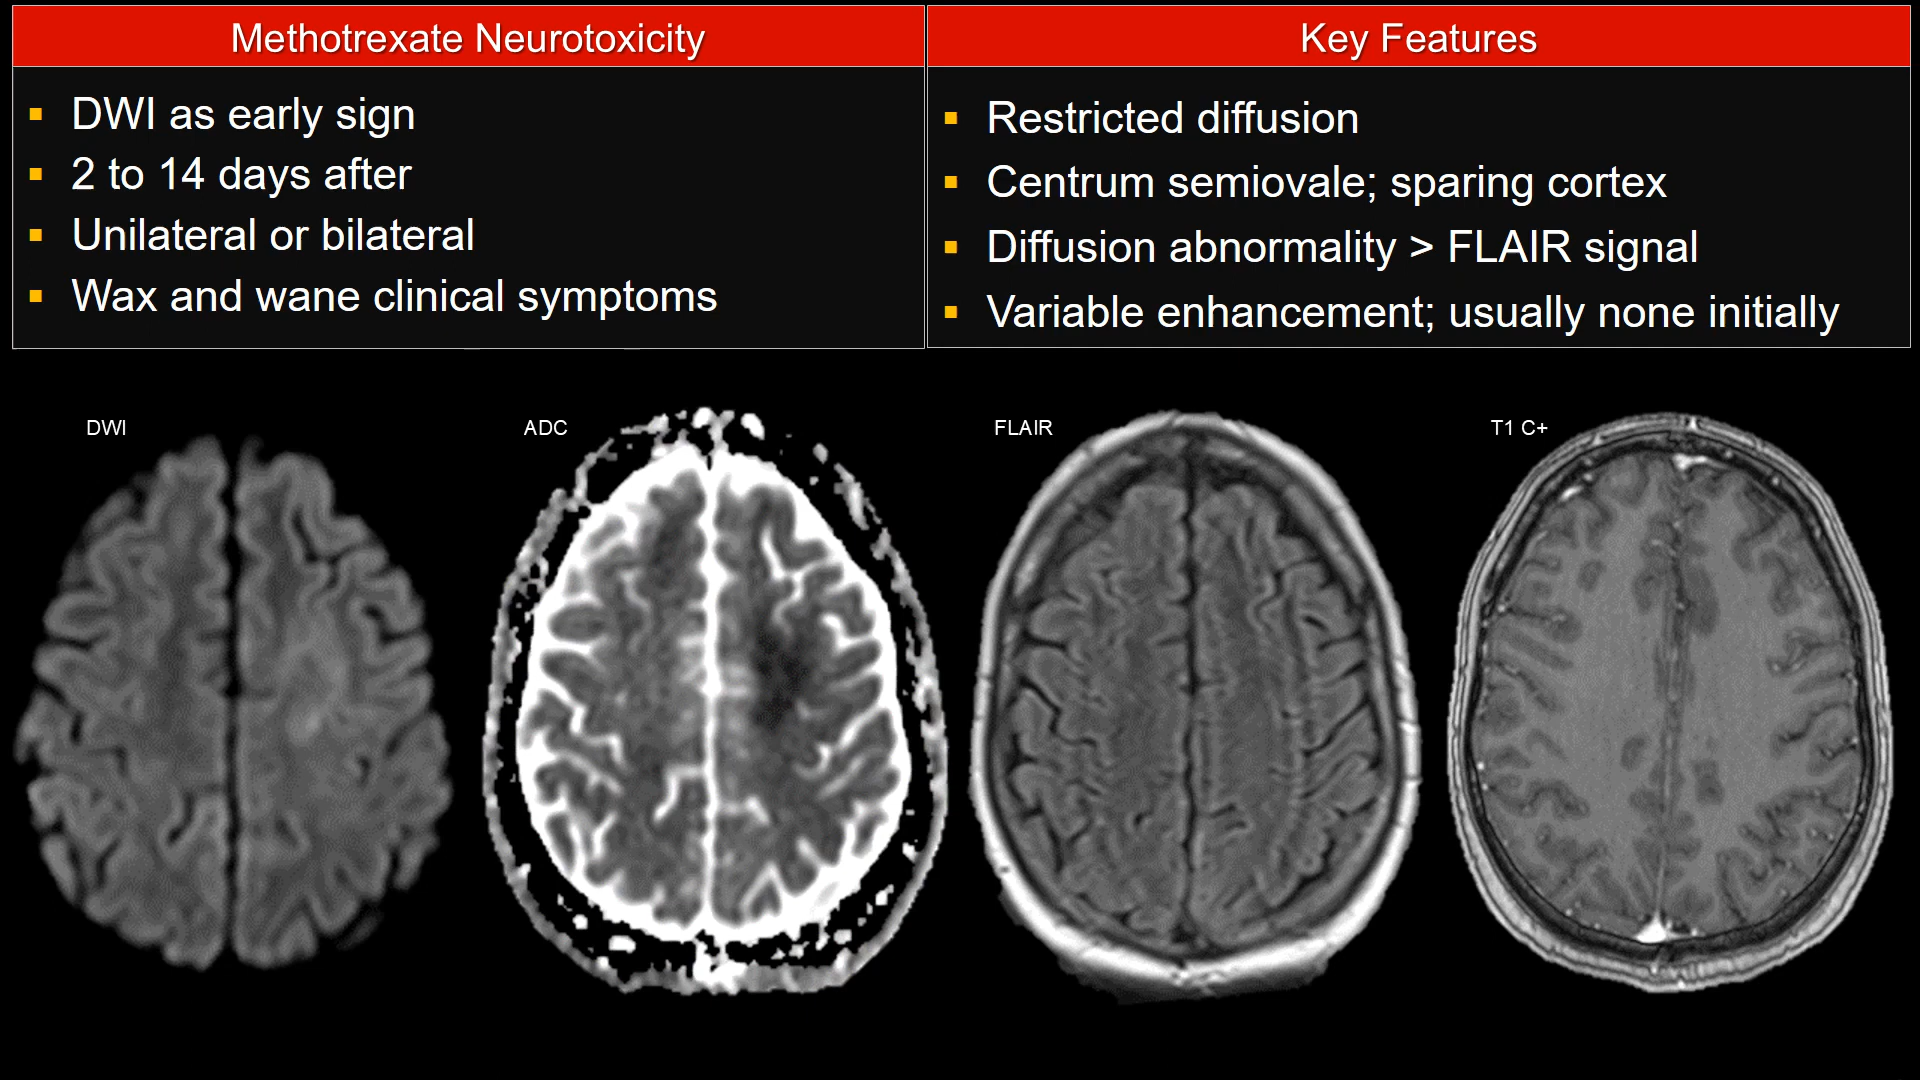 Methotrexate Neurotoxicity
DWI as early sign
2 to 14 days after
Unilateral or bilateral
Wax and wane clinical symptoms
Key Features
Restricted diffusion
Centrum semiovale; sparing cortex
Diffusion abnormality > FLAIR signal
Variable enhancement; usually none initially
DWI
ADC
FLAIR
T1 C+